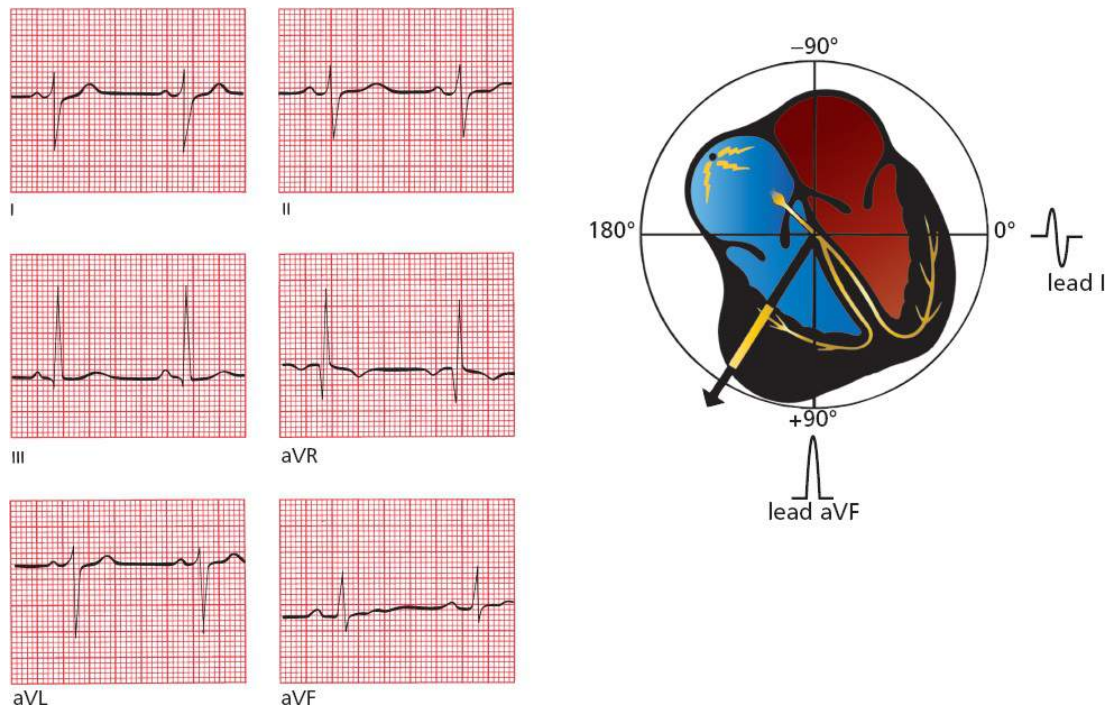 I
II
III
aVR
aVL
aVF
–90°
180°
0°
lead I
+90°
lead aVF